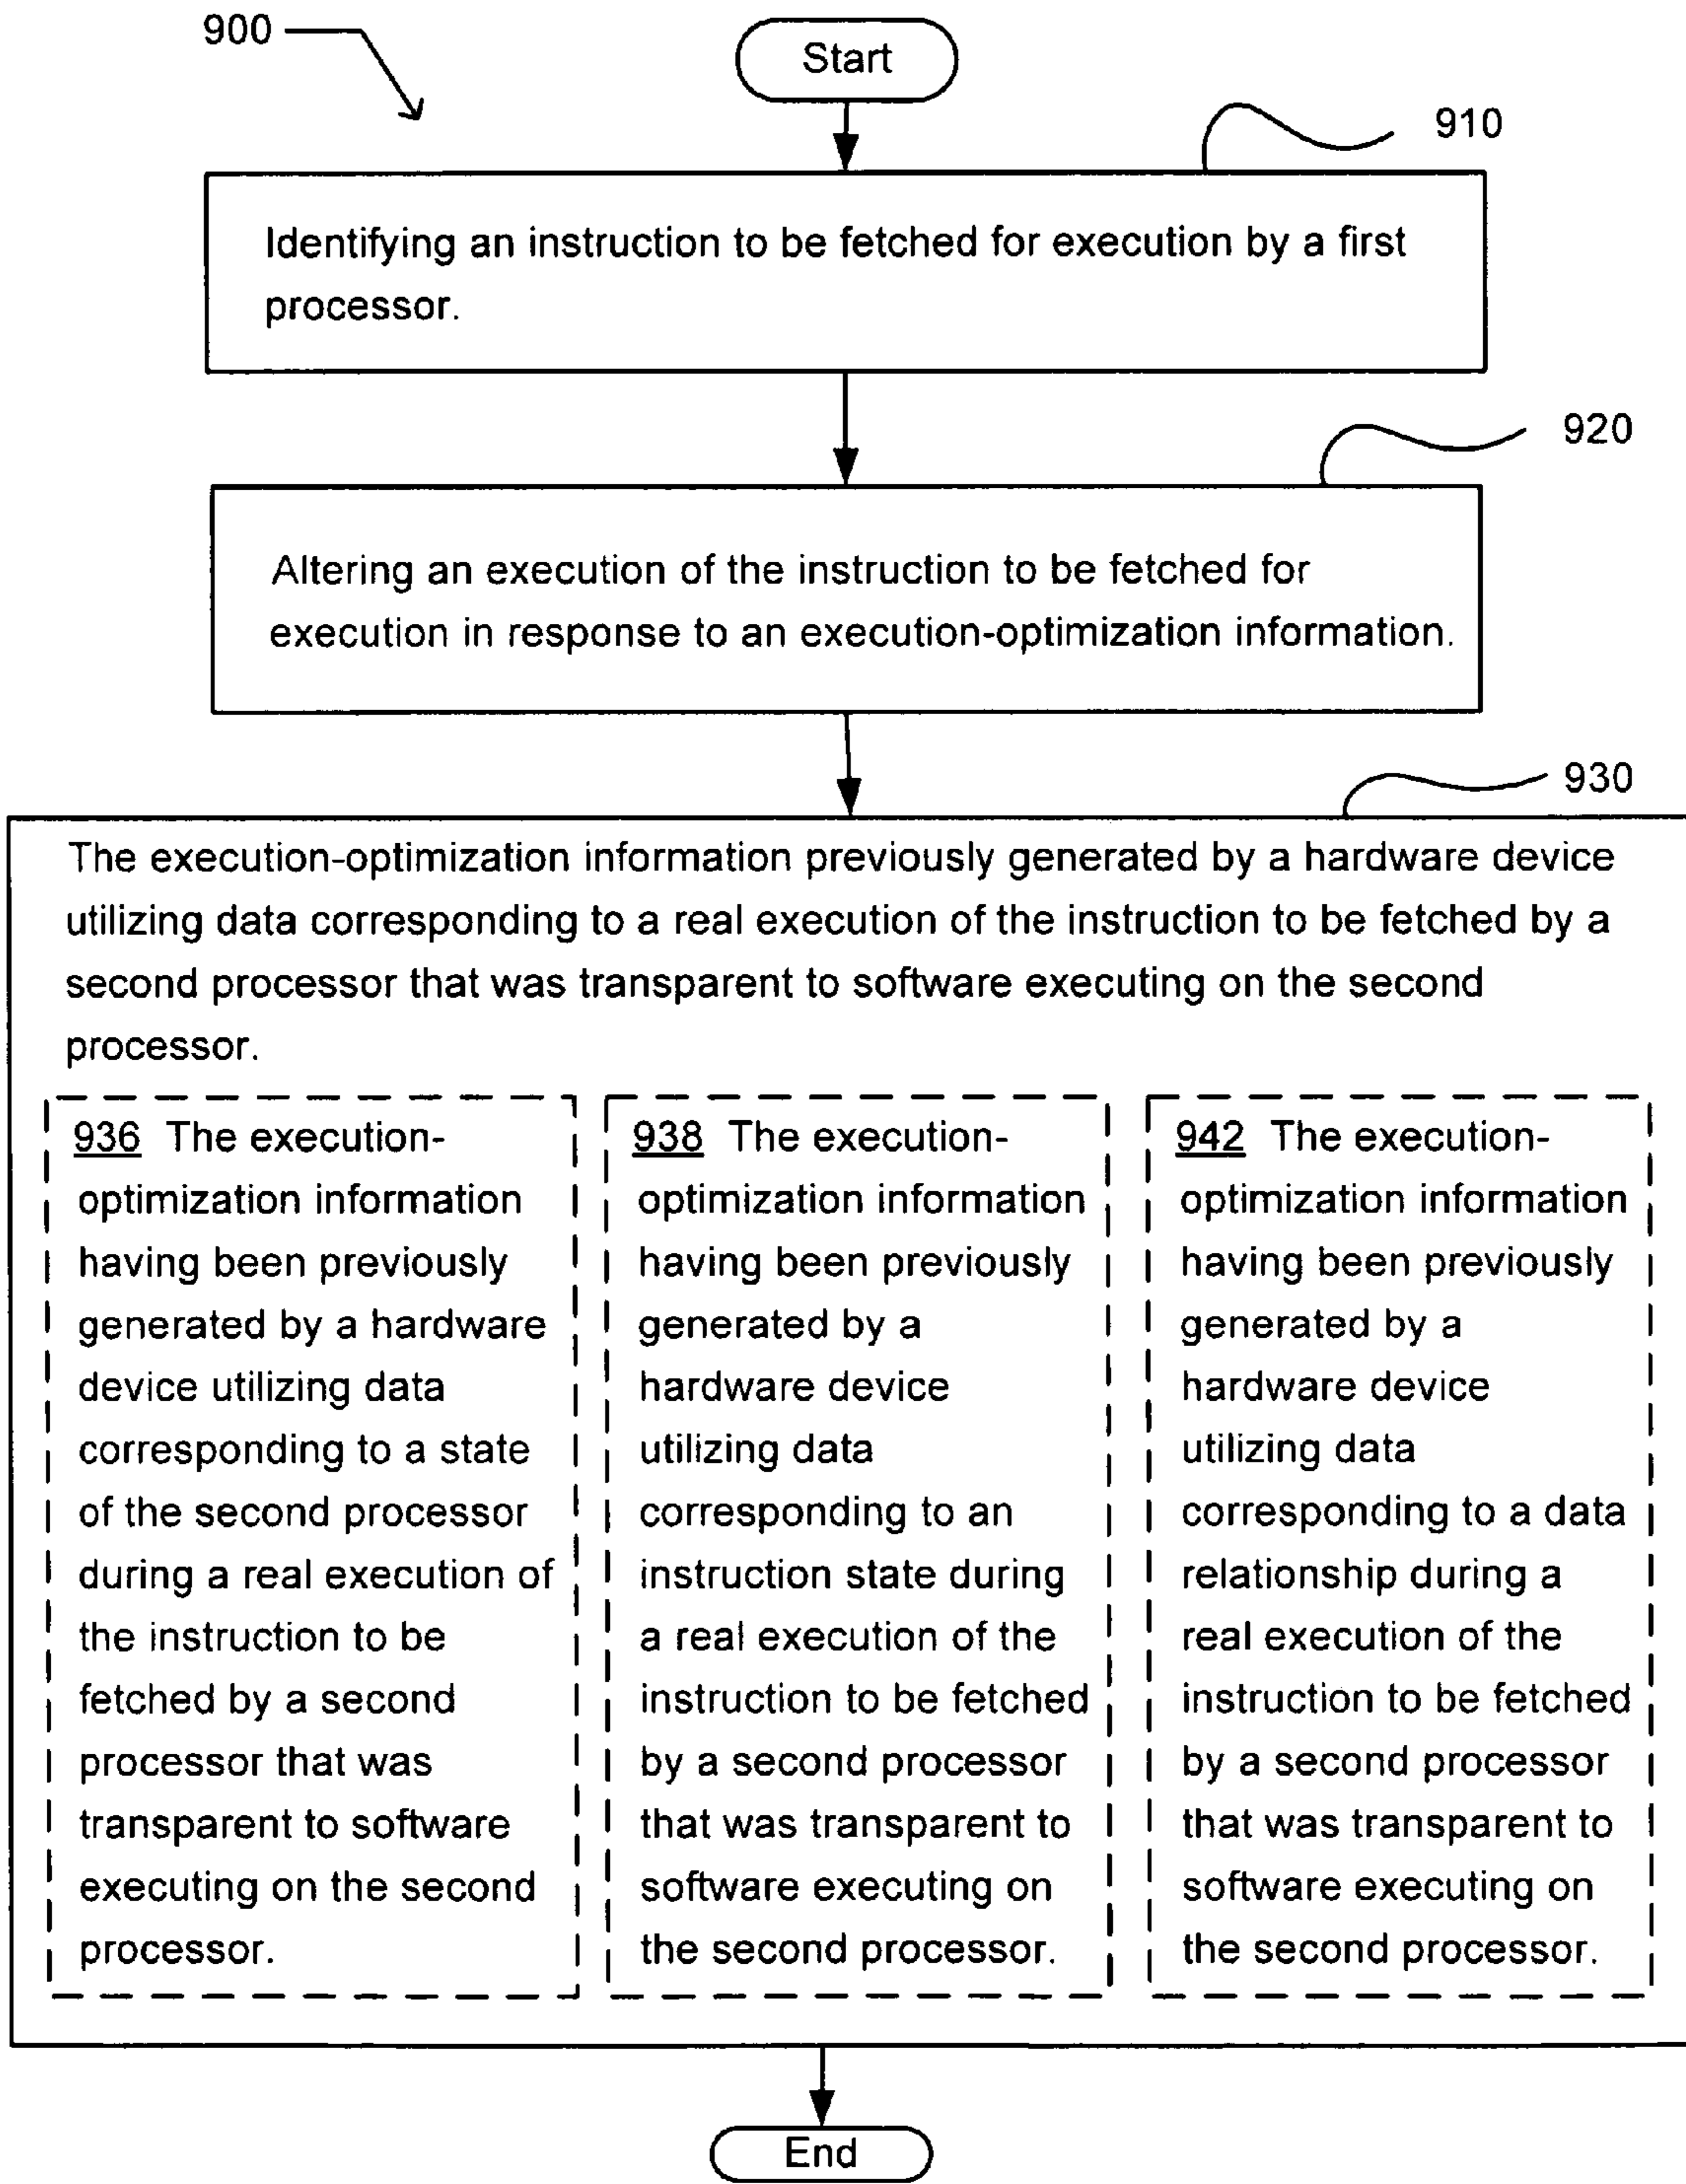 900
Start
910
Identifying an instruction to be fetched for execution by a first
processor.
920
Altering an execution of the instruction to be fetched for
execution in response to an execution-optimization information.
930
The execution-optimization information previously generated by a hardware device
utilizing data corresponding to a real execution of the instruction to be fetched by a
second processor that was transparent to software executing on the second
processor.
936 The execution-
optimization information
having been previously
generated by a hardware
device utilizing data
corresponding to a state
of the second processor
during a real execution of
the instruction to be
fetched by a second
processor that was
transparent to software
executing on the second
processor.
938 The execution-
optimization information
having been previously
generated by a
hardware device
utilizing data
corresponding to an
instruction state during
a real execution of the
instruction to be fetched
by a second processor
that was transparent to
software executing on
the second processor.
942 The execution-
optimization information
having been previously
generated by a
hardware device
utilizing data
corresponding to a data
relationship during a
real execution of the
instruction to be fetched
by a second processor
that was transparent to
software executing on
the second processor.
End